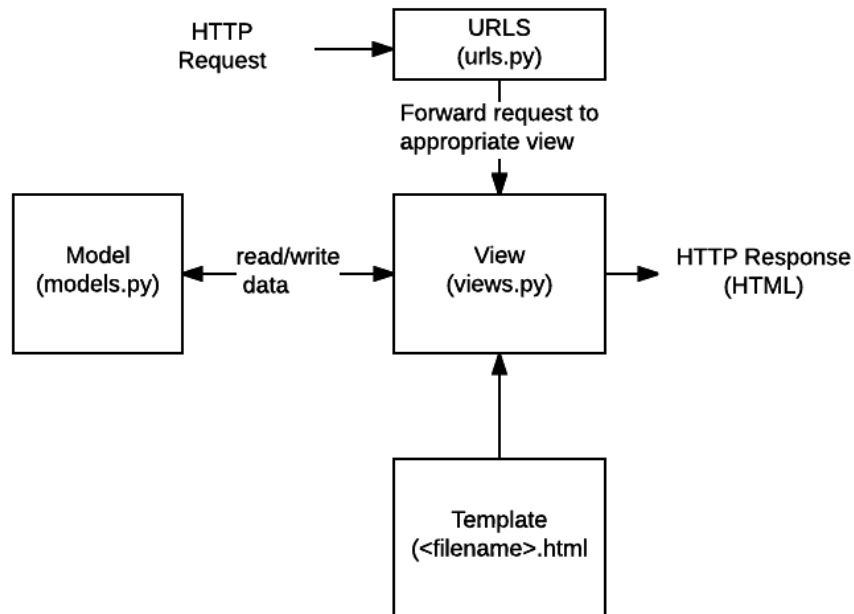 HTTP
Request
URLS
(urls.py)
Forward request to
appropriate view
Model
(models.py)
read/write
data
View
(views.py)
HTTP Response
(HTML)
Template
(<filename>.html